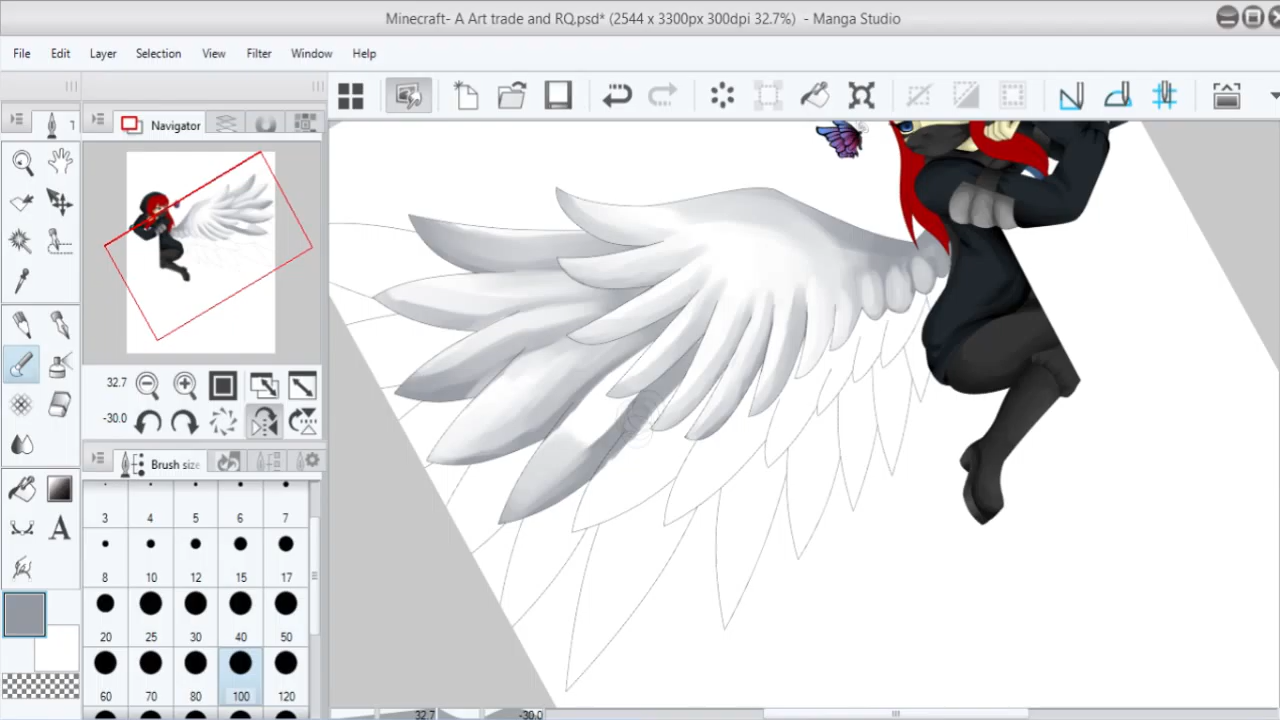 Minecraft- A Art trade and RQ.psd* (2544 x 3300px 300dpi 32.7%) - Manga Studio
File Edit Layer Selection View Filter Window Help
1 Navigator
32.7
-30.0
Brush size
3 4 5 6 7
8 10 12 15 17
20 25 30 40 50
60 70 80 100 120
A
32.7 -30.0